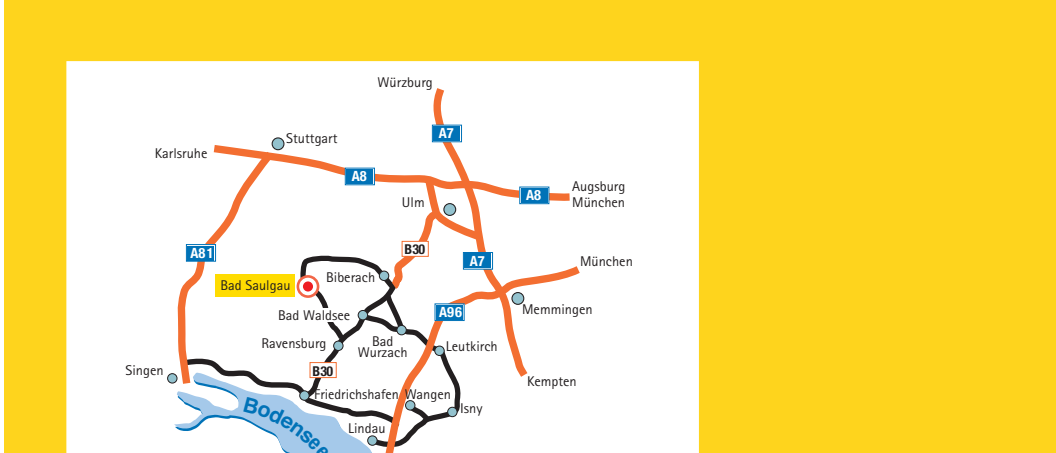 Würzburg
A7
Stuttgart
Karlsruhe
A8
Augsburg
München
A8
Ulm
B30
A81
A7
München
Biberach
Bad Saulgau
Memmingen
Bad Waldsee
A96
Ravensburg
Bad
Wurzach
Leutkirch
Singen
B30
Kempten
Friedrichshafen
Wangen
Isny
Bodensee
Lindau